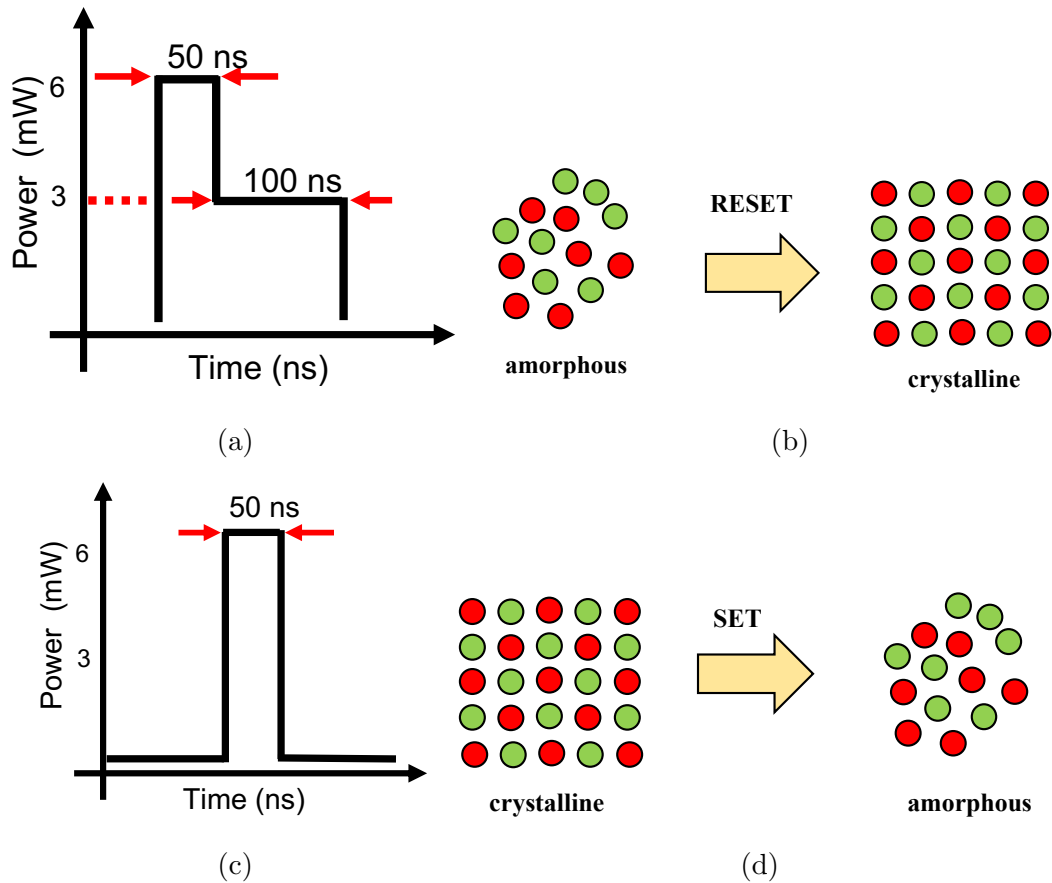 50 ns
6
100 ns
3
Power (mW)
Time (ns)
RESET
amorphous
crystalline
(a)
(b)
50 ns
6
3
Power (mW)
Time (ns)
SET
crystalline
amorphous
(c)
(d)